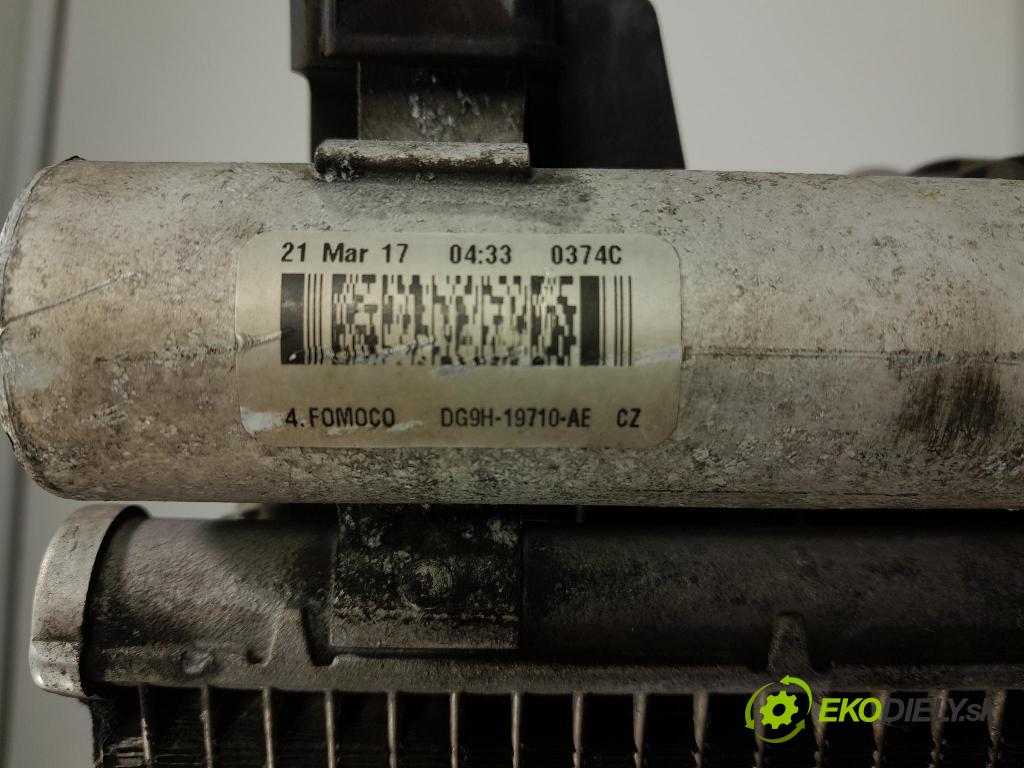 21 Mar 17 04:33 0374C
4.FOMOCO DG9H-19710-AE CZ
EKODIELY.sk